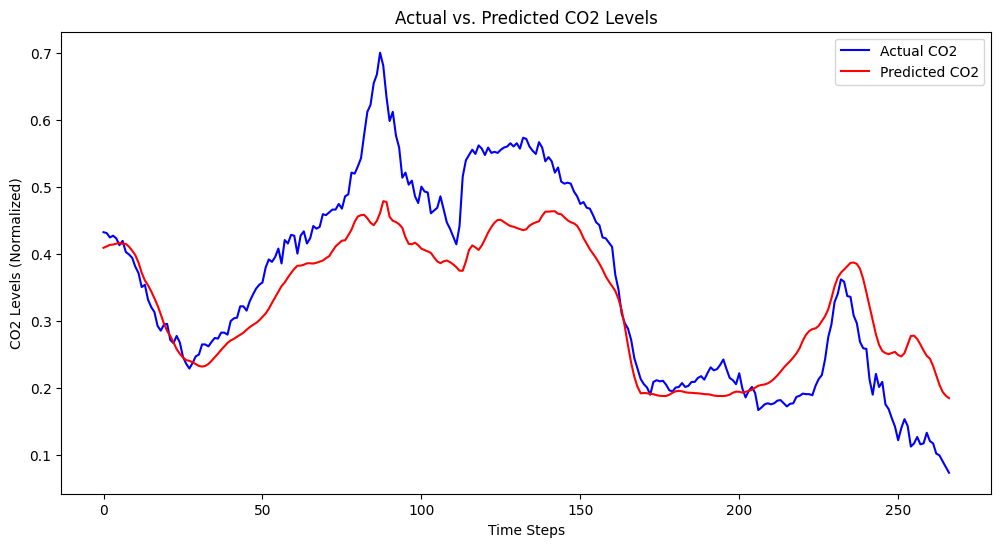 Actual vs. Predicted CO2 Levels
Actual CO2
Predicted CO2
CO2 Levels (Normalized)
0.7
0.6
0.5
0.4
0.3
0.2
0.1
0 50 100 150 200 250
Time Steps